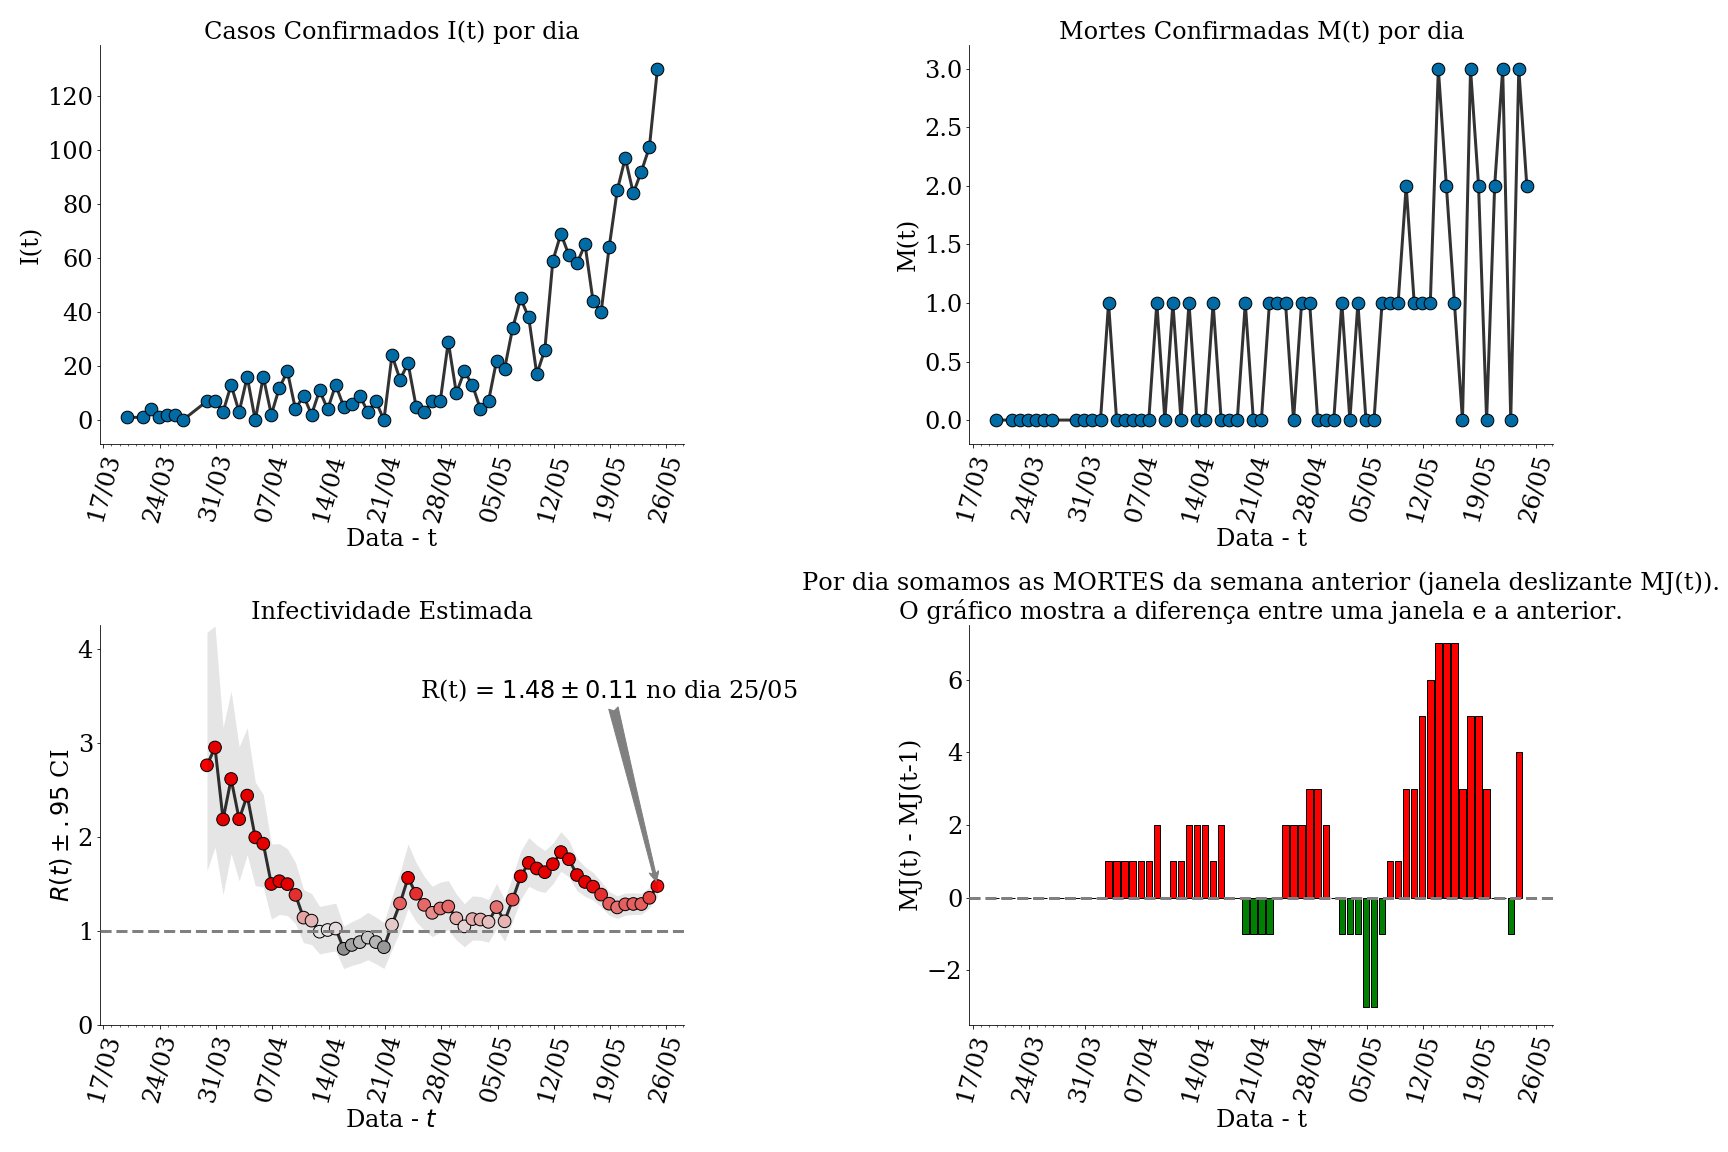 Casos Confirmados I(t) por dia
I(t)
120
100
80
60
40
20
0
17/03 24/03 31/03 07/04 14/04 21/04 28/04 05/05 12/05 19/05 26/05
Data - t
Mortes Confirmadas M(t) por dia
M(t)
3.0
2.5
2.0
1.5
1.0
0.5
0.0
17/03 24/03 31/03 07/04 14/04 21/04 28/04 05/05 12/05 19/05 26/05
Data - t
Infectividade Estimada
R(t) = 1.48 ± 0.11 no dia 25/05
R(t) ± .95 CI
4
3
2
1
0
17/03 24/03 31/03 07/04 14/04 21/04 28/04 05/05 12/05 19/05 26/05
Data - t
Por dia somamos as MORTES da semana anterior (janela deslizante MJ(t)).
O gráfico mostra a diferença entre uma janela e a anterior.
MJ(t) - MJ(t-1)
6
4
2
0
−2
17/03 24/03 31/03 07/04 14/04 21/04 28/04 05/05 12/05 19/05 26/05
Data - t